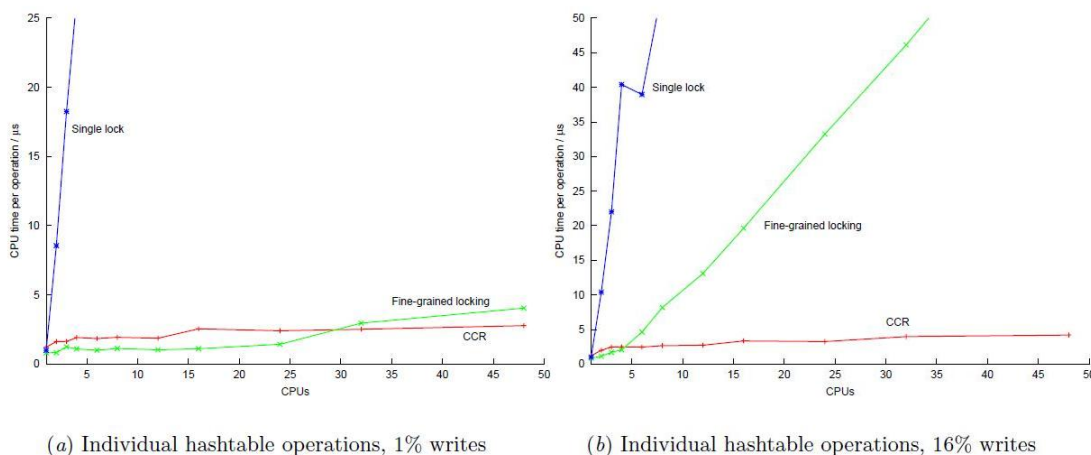 25
20
15
10
5
0
CPU time per operation / μs
Single lock
Fine-grained locking
CCR
5 10 15 20 25 30 35 40 45 50
CPUs
(a) Individual hashtable operations, 1% writes
50
45
40
35
30
25
20
15
10
5
0
CPU time per operation / μs
Single lock
Fine-grained locking
CCR
5 10 15 20 25 30 35 40 45 50
CPUs
(b) Individual hashtable operations, 16% writes